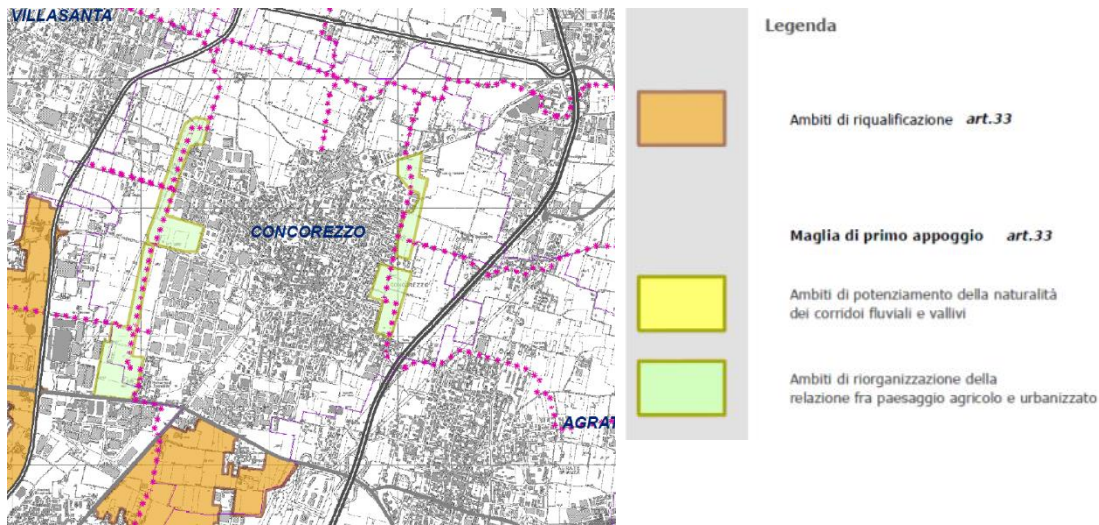 VILLASANTA
CONCOREZZO
AGRAT
Legenda
Ambiti di riqualificazione art.33
Maglia di primo appoggio art.33
Ambiti di potenziamento della naturalità
dei corridoi fluviali e vallivi
Ambiti di riorganizzazione della
relazione fra paesaggio agricolo e urbanizzato